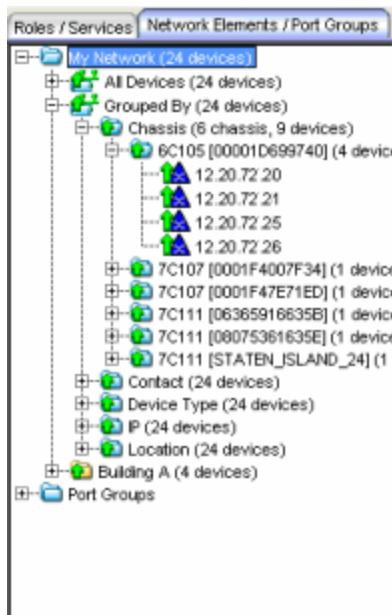 Roles / Services Network Elements / Port Groups
My Network (24 devices)
All Devices (24 devices)
Grouped By (24 devices)
Chassis (6 chassis, 9 devices)
6C105 [00001D699740] (4 device
12.20.72.20
12.20.72.21
12.20.72.25
12.20.72.26
7C107 [0001F4007F34] (1 device
7C107 [0001F47E71ED] (1 device
7C111 [06365916635B] (1 device
7C111 [08075361635E] (1 device
7C111 [STATEN_ISLAND_24] (1
Contact (24 devices)
Device Type (24 devices)
IP (24 devices)
Location (24 devices)
Building A (4 devices)
Port Groups